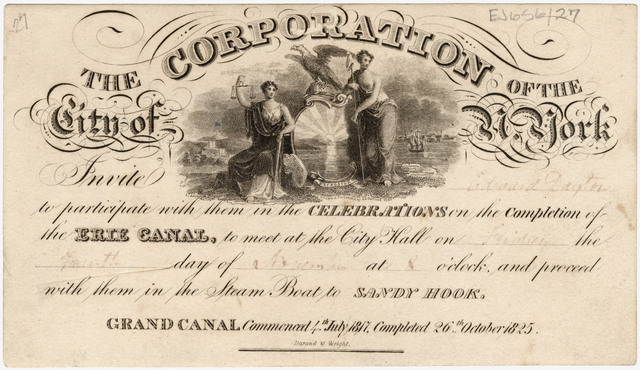 27
EJ656/27
THE CORPORATION OF THE
City of N. York
Invite Edward Dayton
to participate with them in the CELEBRATIONS on the completion of
the ERIE CANAL, to meet at the City Hall on Friday the
Fourth day of November at 8 o'clock, and proceed
with them in the Steam Boat to SANDY HOOK.
GRAND CANAL Commenced 4th July 1817, Completed 26th October 1825.
Durand & Wright.